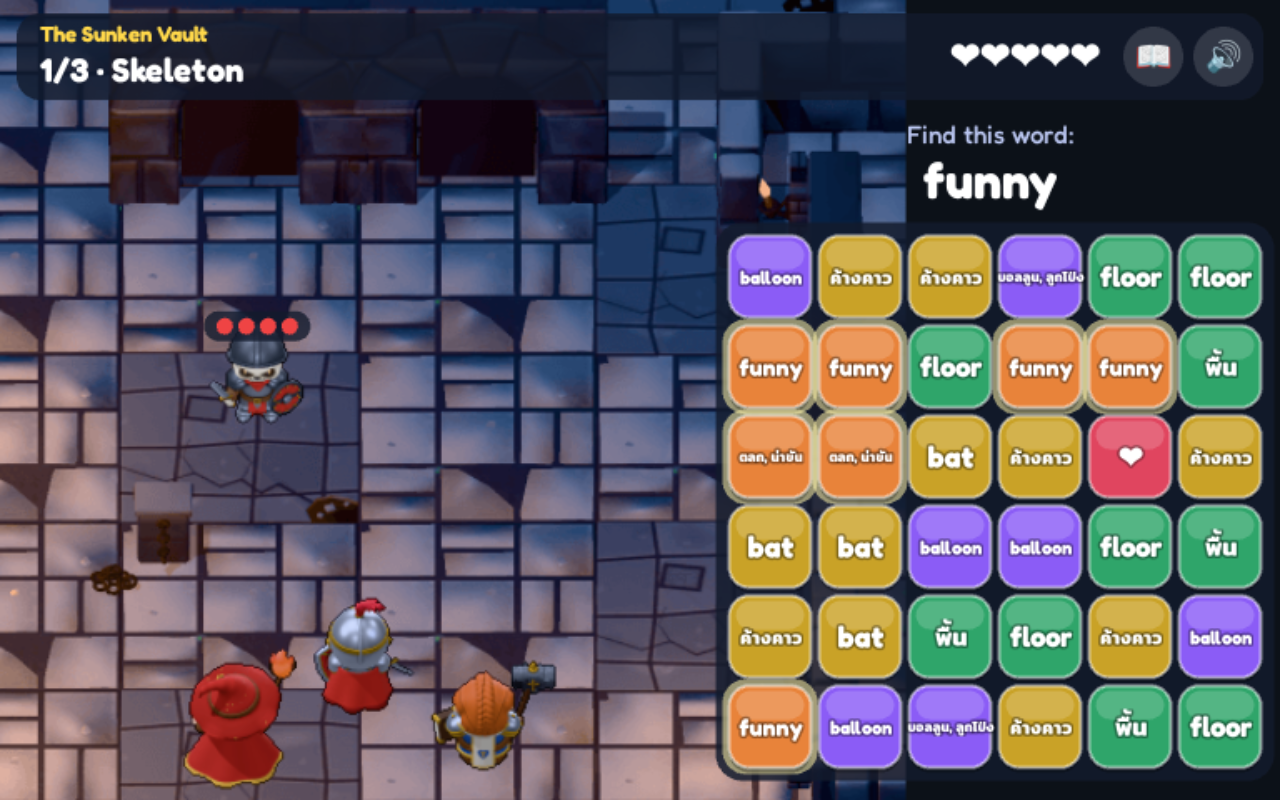 The Sunken Vault
1/3 · Skeleton
Find this word:
funny
balloon ค้างคาว ค้างคาว บอลลูน, ลูกโป่ง floor floor
funny funny floor funny funny พื้น
ตลก, น่าขัน ตลก, น่าขัน bat ค้างคาว ค้างคาว
bat bat balloon balloon floor พื้น
ค้างคาว bat พื้น floor ค้างคาว balloon
funny balloon บอลลูน, ลูกโป่ง ค้างคาว พื้น floor